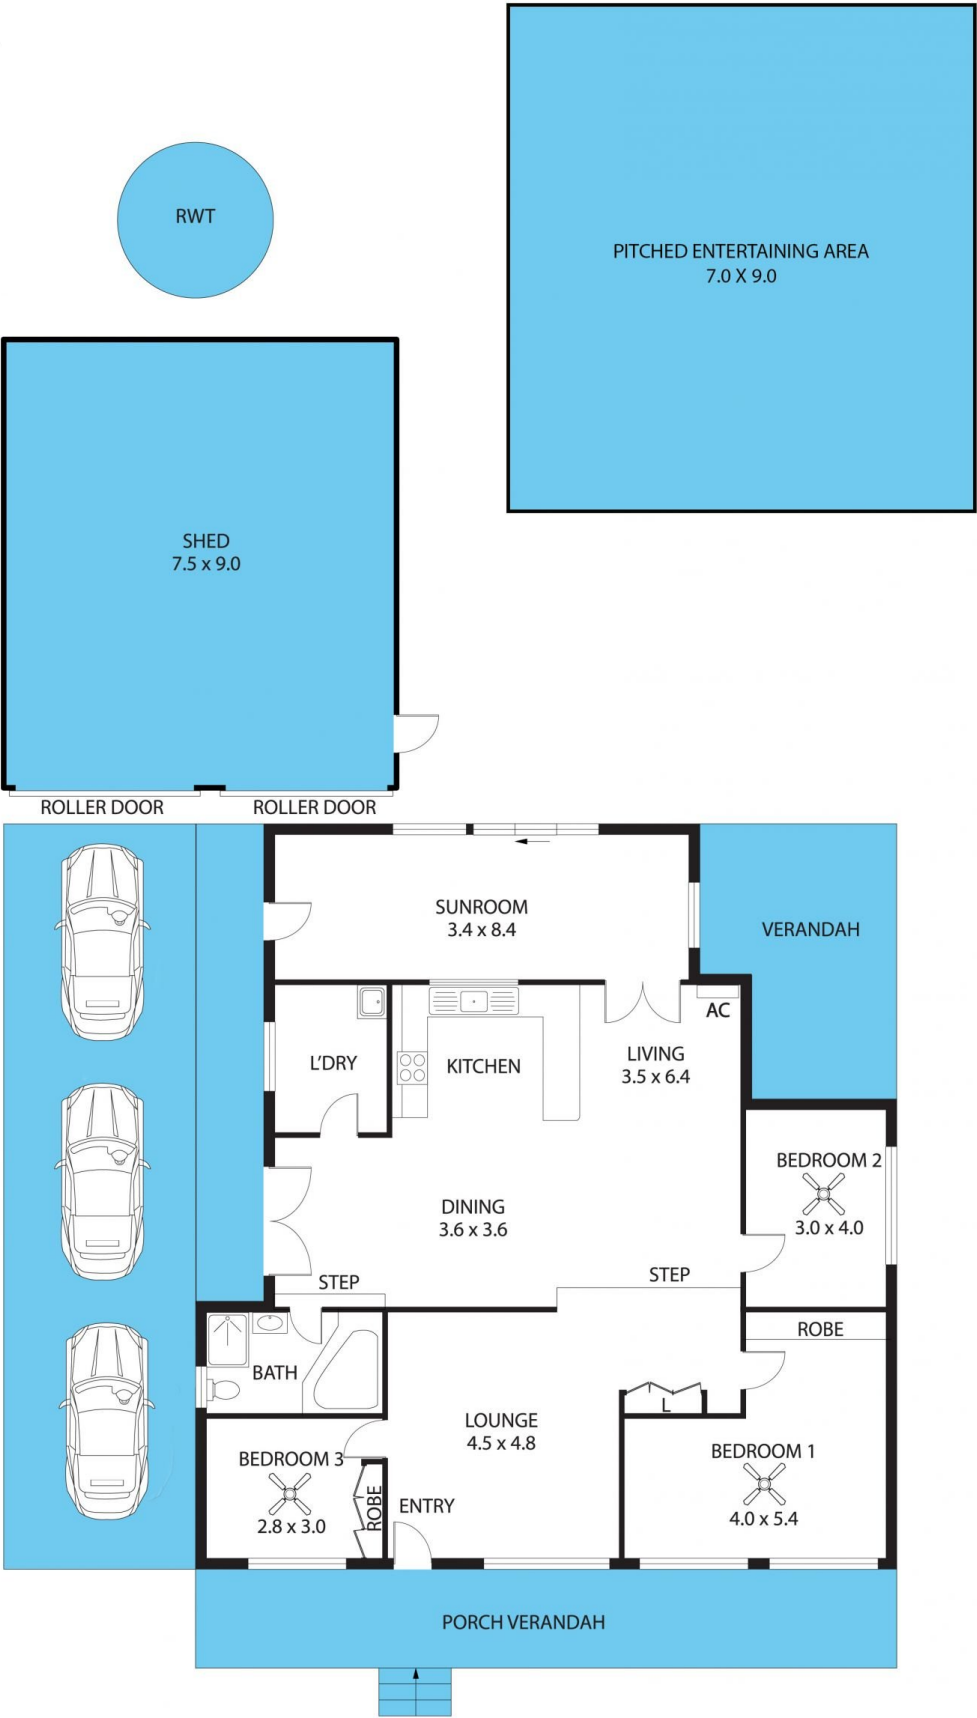 PITCHED ENTERTAINING AREA
7.0 X 9.0
RWT
SHED
7.5 x 9.0
ROLLER DOOR
ROLLER DOOR
SUNROOM
3.4 x 8.4
VERANDAH
AC
L'DRY
KITCHEN
LIVING
3.5 x 6.4
BEDROOM 2
3.0 x 4.0
DINING
3.6 x 3.6
STEP
STEP
ROBE
BATH
L
LOUNGE
4.5 x 4.8
BEDROOM 1
4.0 x 5.4
BEDROOM 3
2.8 x 3.0
ROBE
ENTRY
PORCH VERANDAH